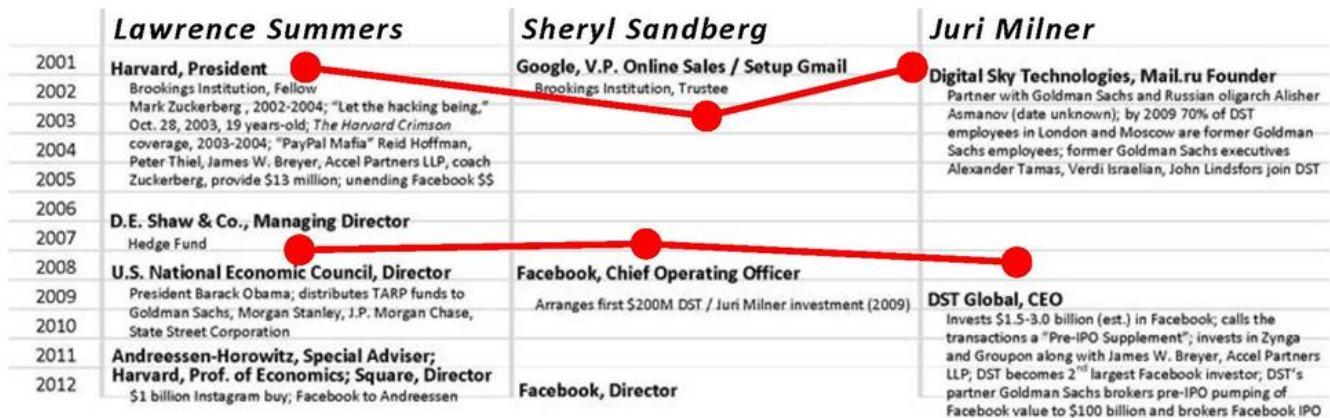 Lawrence Summers
Sheryl Sandberg
Juri Milner
2001
2002
2003
2004
2005
2006
2007
2008
2009
2010
2011
2012
Harvard, President
Brookings Institution, Fellow
Mark Zuckerberg , 2002-2004; “Let the hacking being,”
Oct. 28, 2003, 19 years-old; The Harvard Crimson
coverage, 2003-2004; “PayPal Mafia” Reid Hoffman,
Peter Thiel, James W. Breyer, Accel Partners LLP, coach
Zuckerberg, provide $13 million; unending Facebook $$
D.E. Shaw & Co., Managing Director
Hedge Fund
U.S. National Economic Council, Director
President Barack Obama; distributes TARP funds to
Goldman Sachs, Morgan Stanley, J.P. Morgan Chase,
State Street Corporation
Andreessen-Horowitz, Special Adviser;
Harvard, Prof. of Economics; Square, Director
$1 billion Instagram buy; Facebook to Andreessen
Google, V.P. Online Sales / Setup Gmail
Brookings Institution, Trustee
Facebook, Chief Operating Officer
Arranges first $200M DST / Juri Milner investment (2009)
Facebook, Director
Digital Sky Technologies, Mail.ru Founder
Partner with Goldman Sachs and Russian oligarch Alisher
Asmanov (date unknown); by 2009 70% of DST
employees in London and Moscow are former Goldman
Sachs employees; former Goldman Sachs executives
Alexander Tamas, Verdi Israelian, John Lindsfors join DST
DST Global, CEO
Invests $1.5-3.0 billion (est.) in Facebook; calls the
transactions a “Pre-IPO Supplement”; invests in Zynga
and Groupon along with James W. Breyer, Accel Partners
LLP; DST becomes 2nd largest Facebook investor; DST's
partner Goldman Sachs brokers pre-IPO pumping of
Facebook value to $100 billion and brokers Facebook IPO